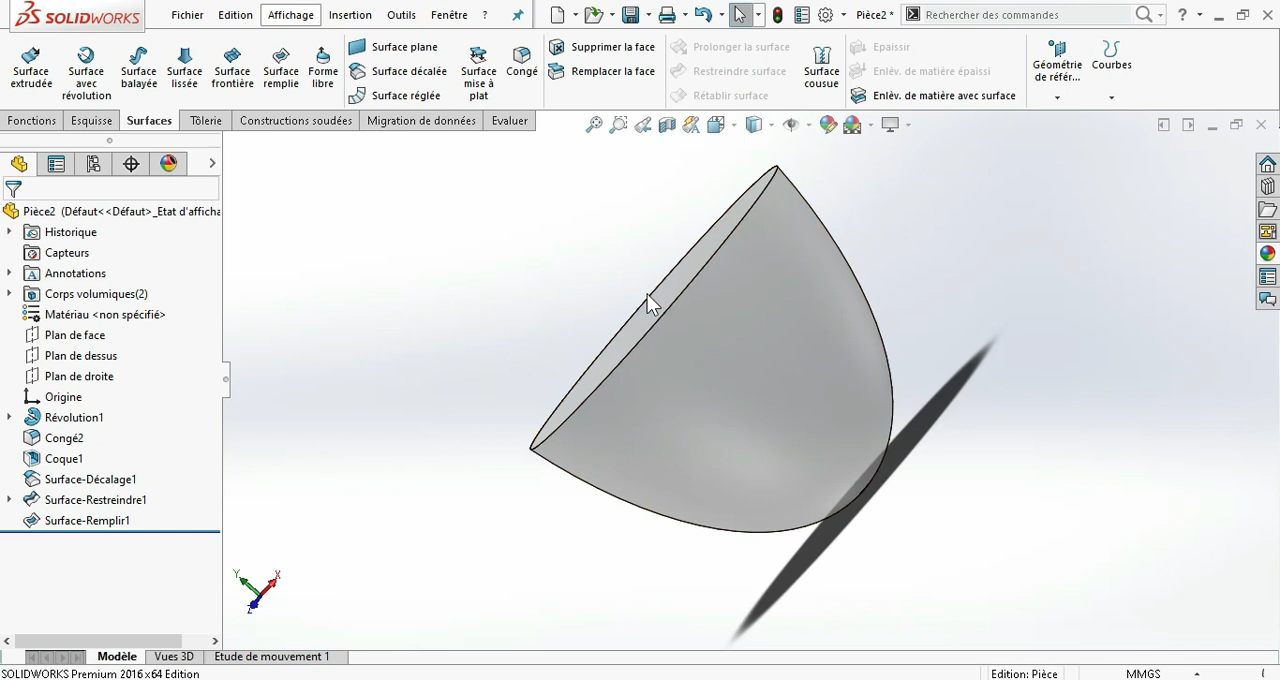 SOLIDWORKS
Fichier Edition Affichage Insertion Outils Fenêtre ? Pièce2 * Rechercher des commandes ?
Surface extrudée
Surface avec révolution
Surface balayée
Surface lissée
Surface frontière
Surface remplie
Forme libre
Surface plane
Surface décalée
Surface réglée
Surface mise à plat
Congé
Supprimer la face
Remplacer la face
Prolonger la surface
Restreindre surface
Rétablir surface
Surface cousue
Epaissir
Enlèv. de matière épaissi
Enlèv. de matière avec surface
Géométrie de référ...
Courbes
Fonctions Esquisse Surfaces Tôlerie Constructions soudées Migration de données Evaluer
Pièce2 (Défaut<<Défaut>_Etat d'afficha
Historique
Capteurs
Annotations
Corps volumiques(2)
Matériau <non spécifié>
Plan de face
Plan de dessus
Plan de droite
Origine
Révolution1
Congé2
Coque1
Surface-Décalage1
Surface-Restreindre1
Surface-Remplir1
Y X
Z
Modèle Vues 3D Etude de mouvement 1
SOLIDWORKS Premium 2016 x64 Edition Edition: Pièce MMGS